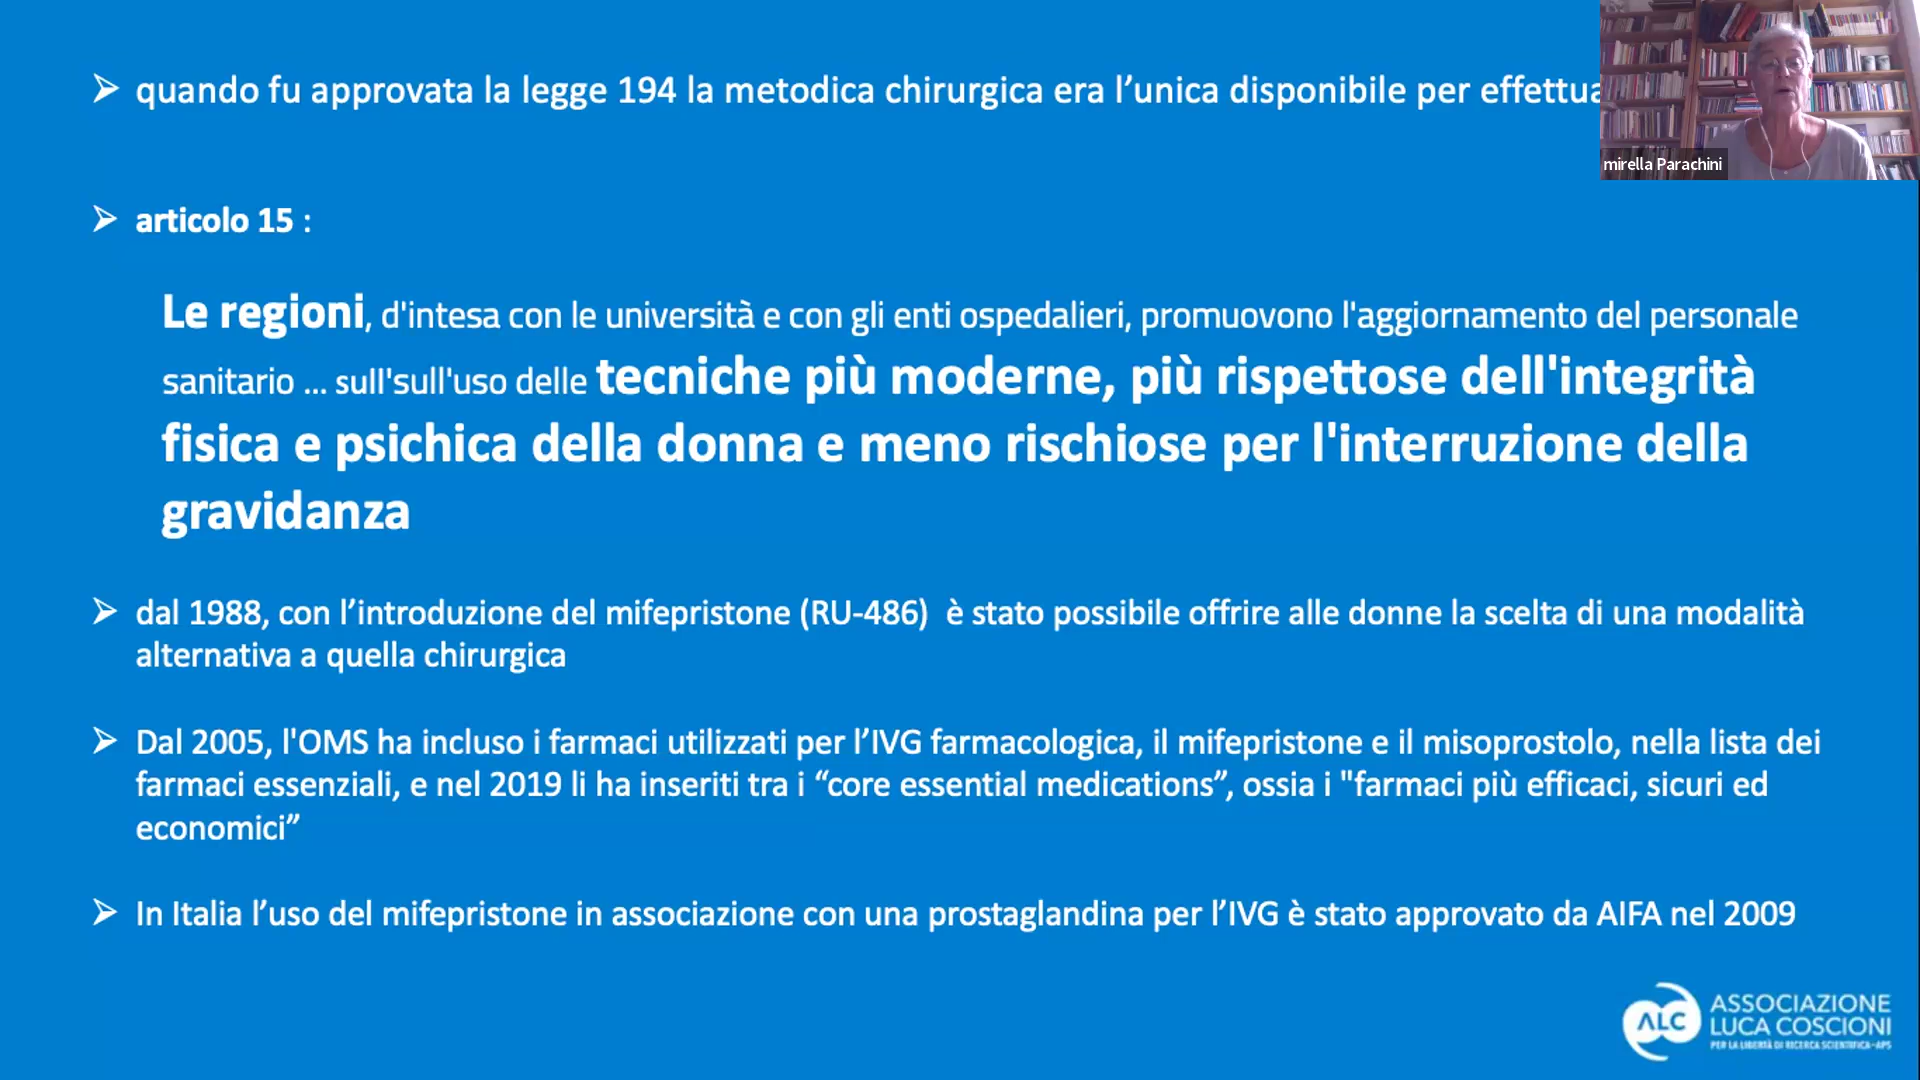 ➢ quando fu approvata la legge 194 la metodica chirurgica era l’unica disponibile per
mirella Parachini
➢ articolo 15 :
Le regioni, d'intesa con le università e con gli enti ospedalieri, promuovono l'aggiornamento del personale
sanitario ... sull'sull'uso delle tecniche più moderne, più rispettose dell'integrità
fisica e psichica della donna e meno rischiose per l'interruzione della
gravidanza
➢ dal 1988, con l’introduzione del mifepristone (RU-486) è stato possibile offrire alle donne la scelta di una modalità
alternativa a quella chirurgica
➢ Dal 2005, l'OMS ha incluso i farmaci utilizzati per l’IVG farmacologica, il mifepristone e il misoprostolo, nella lista dei
farmaci essenziali, e nel 2019 li ha inseriti tra i “core essential medications”, ossia i "farmaci più efficaci, sicuri ed
economici”
➢ In Italia l’uso del mifepristone in associazione con una prostaglandina per l’IVG è stato approvato da AIFA nel 2009
ALC
ASSOCIAZIONE
LUCA COSCIONI
PER LA LIBERTÀ DI RICERCA SCIENTIFICA-APS